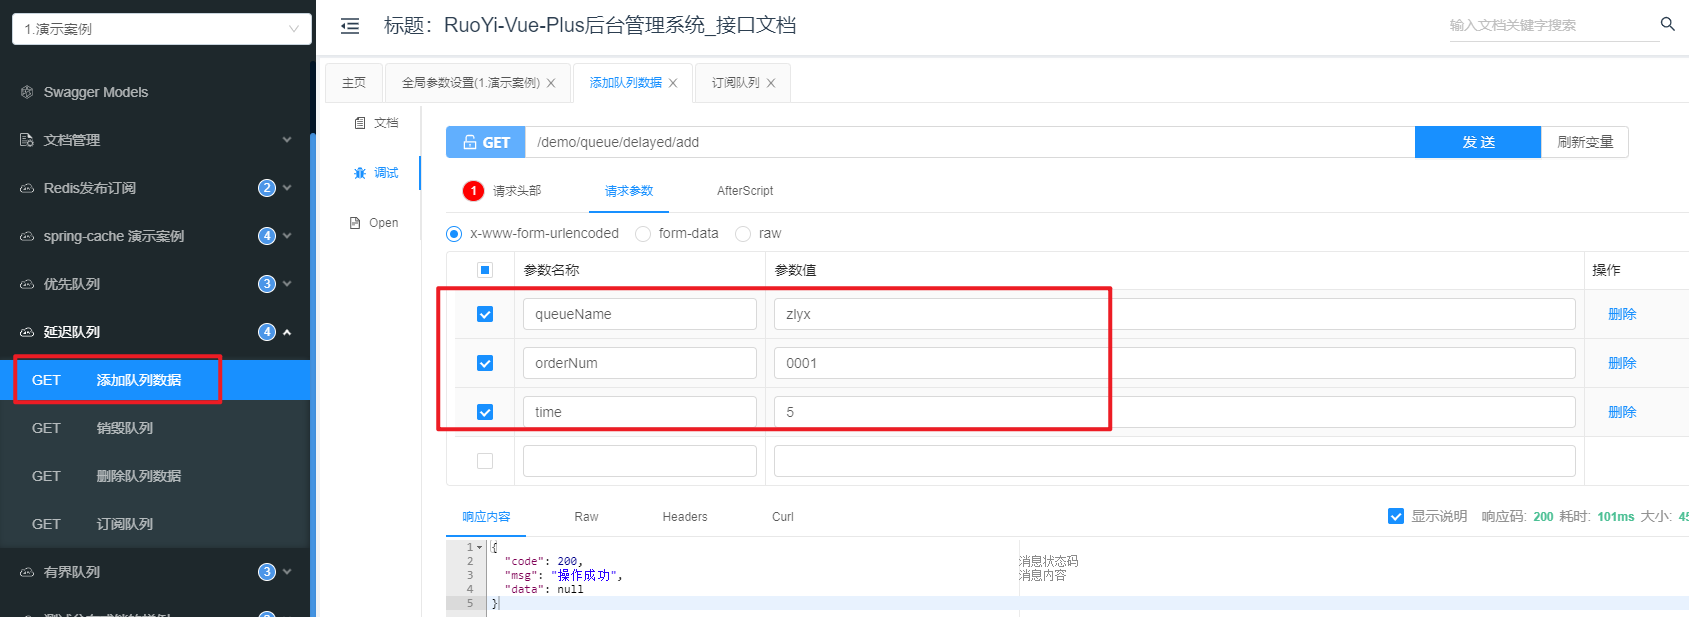 1.演示案例
Swagger Models
文档管理
Redis发布订阅 2
spring-cache 演示案例 4
优先队列 3
延迟队列 4
GET 添加队列数据
GET 销毁队列
GET 删除队列数据
GET 订阅队列
有界队列 3
标题：RuoYi-Vue-Plus后台管理系统_接口文档
输入文档关键字搜索
主页 全局参数设置(1.演示案例) 添加队列数据 订阅队列
文档
调试
Open
GET /demo/queue/delayed/add 发 送 刷新变量
1 请求头部 请求参数 AfterScript
x-www-form-urlencoded form-data raw
参数名称 参数值 操作
queueName zlyx 删除
orderNum 0001 删除
time 5 删除
响应内容 Raw Headers Curl 显示说明 响应码: 200 耗时: 101ms 大小: 45
1 {
2 "code": 200, 消息状态码
3 "msg": "操作成功", 消息内容
4 "data": null
5 }